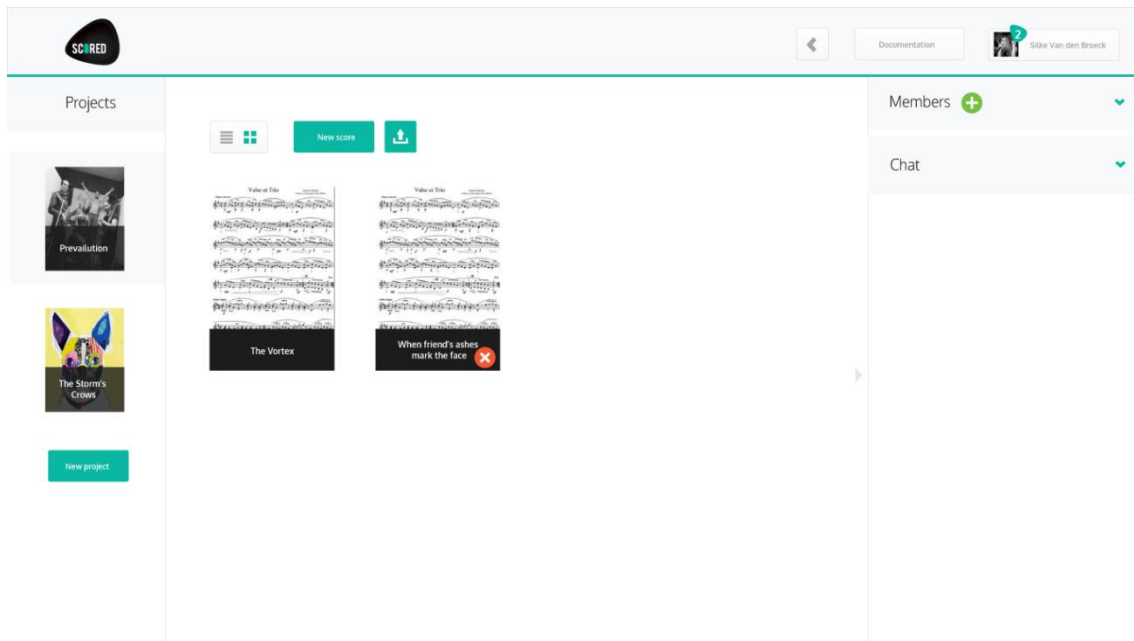 SCORED
Documentation
2
Silke Van den Broeck
Projects
Members
Chat
New score
Valse et Trio
Valse et Trio
Prevailution
The Vortex
When friend's ashes
mark the face
The Storm's
Crows
New project